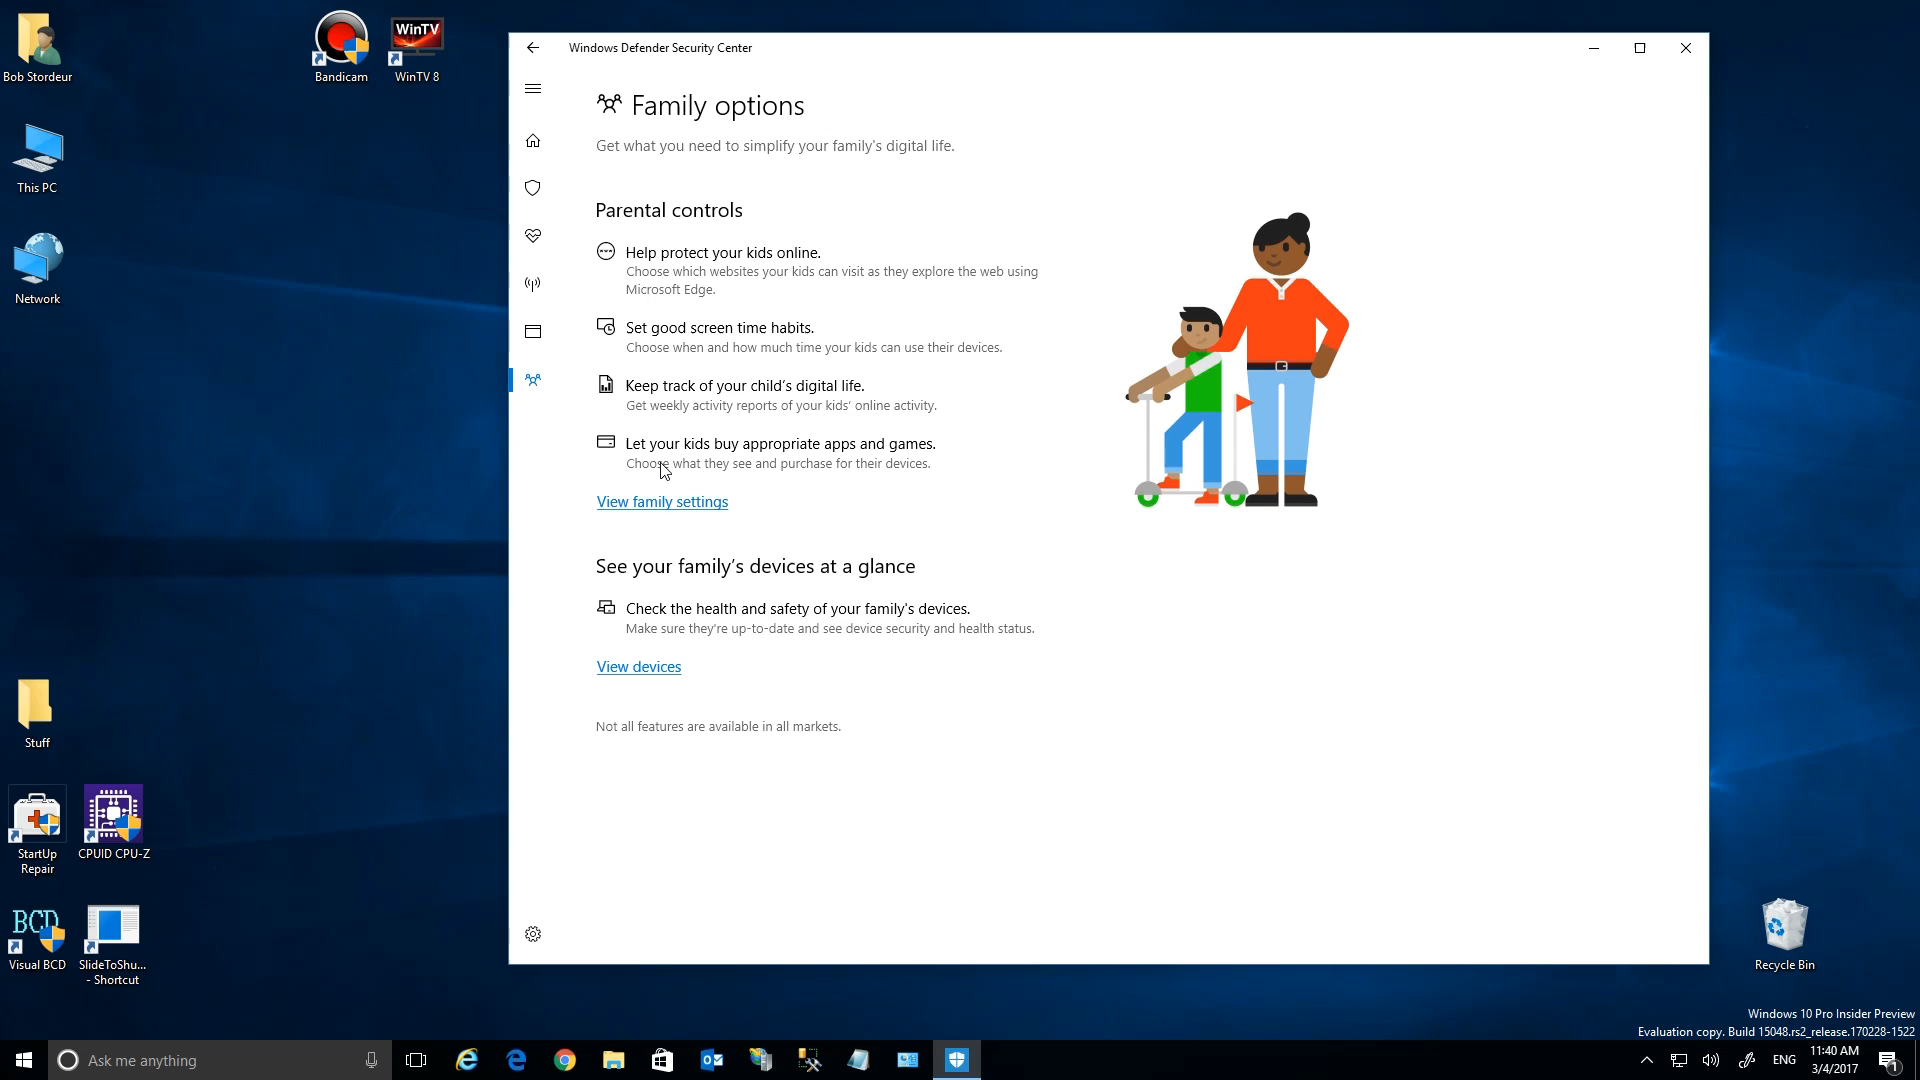 Bob Stordeur
Bandicam
WinTV
WinTV 8
This PC
Network
Stuff
StartUp
Repair
CPUID CPU-Z
BCD
Visual BCD
SlideToShu...
- Shortcut
Windows Defender Security Center
Family options
Get what you need to simplify your family's digital life.
Parental controls
Help protect your kids online.
Choose which websites your kids can visit as they explore the web using
Microsoft Edge.
Set good screen time habits.
Choose when and how much time your kids can use their devices.
Keep track of your child’s digital life.
Get weekly activity reports of your kids’ online activity.
Let your kids buy appropriate apps and games.
Choose what they see and purchase for their devices.
View family settings
See your family’s devices at a glance
Check the health and safety of your family's devices.
Make sure they're up-to-date and see device security and health status.
View devices
Not all features are available in all markets.
Recycle Bin
Windows 10 Pro Insider Preview
Evaluation copy. Build 15048.rs2_release.170228-1522
Ask me anything
ENG
11:40 AM
3/4/2017
1